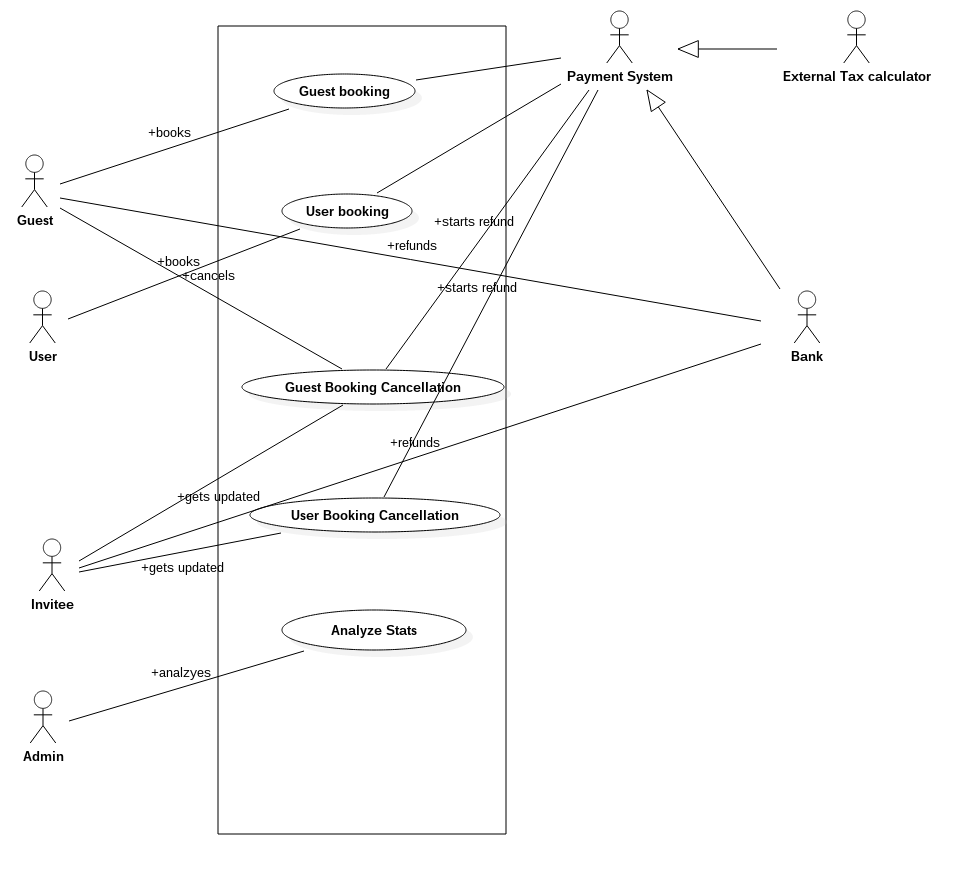 Payment System
External Tax calculator
Guest booking
+books
Guest
User booking
+starts refund
+refunds
+books
+cancels
+starts refund
User
Bank
Guest Booking Cancellation
+refunds
+gets updated
User Booking Cancellation
+gets updated
Invitee
Analyze Stats
+analzyes
Admin